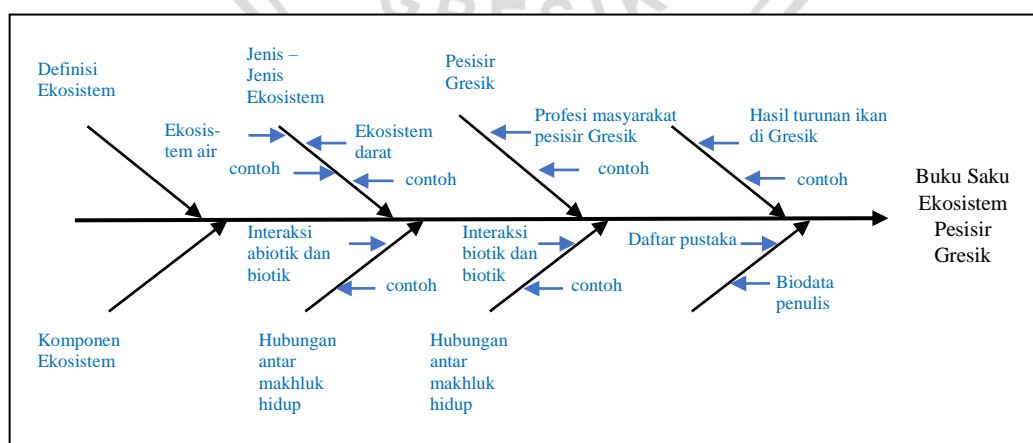 GRESIK
Definisi
Ekosistem
Jenis –
Jenis
Ekosistem
Pesisir
Gresik
Ekosis-
tem air
Ekosistem
darat
contoh
contoh
Profesi masyarakat
pesisir Gresik
contoh
Hasil turunan ikan
di Gresik
contoh
Buku Saku
Ekosistem
Pesisir
Gresik
Interaksi
abiotik dan
biotik
contoh
Interaksi
biotik dan
biotik
contoh
Daftar pustaka
Biodata
penulis
Komponen
Ekosistem
Hubungan
antar
makhluk
hidup
Hubungan
antar
makhluk
hidup